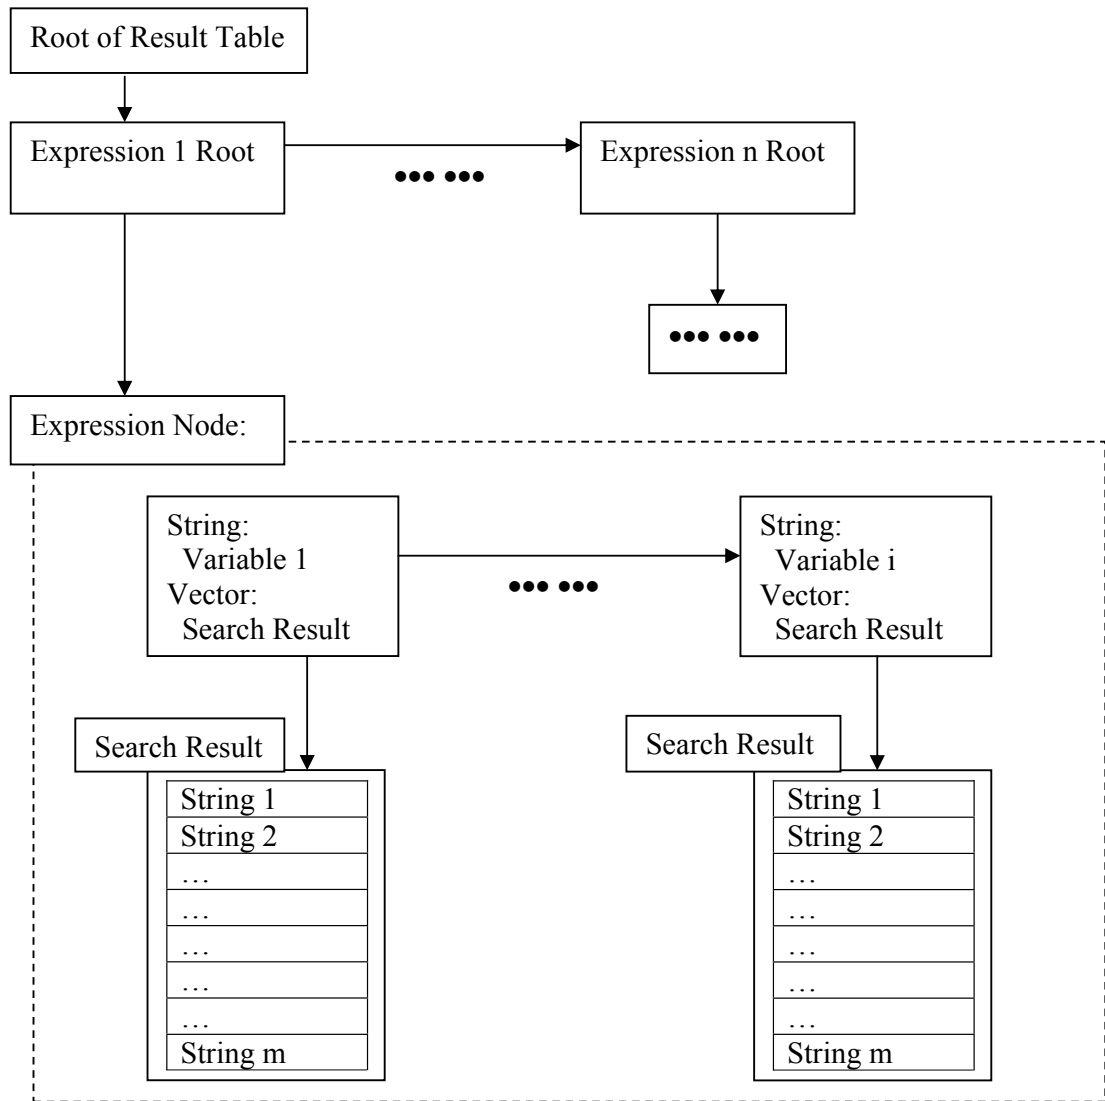 Root of Result Table
Expression 1 Root
Expression n Root
••• •••
••• •••
Expression Node:
String:
Variable 1
Vector:
Search Result
String:
Variable i
Vector:
Search Result
••• •••
Search Result
Search Result
String 1
String 2
…
…
…
…
…
String m
String 1
String 2
…
…
…
…
…
String m